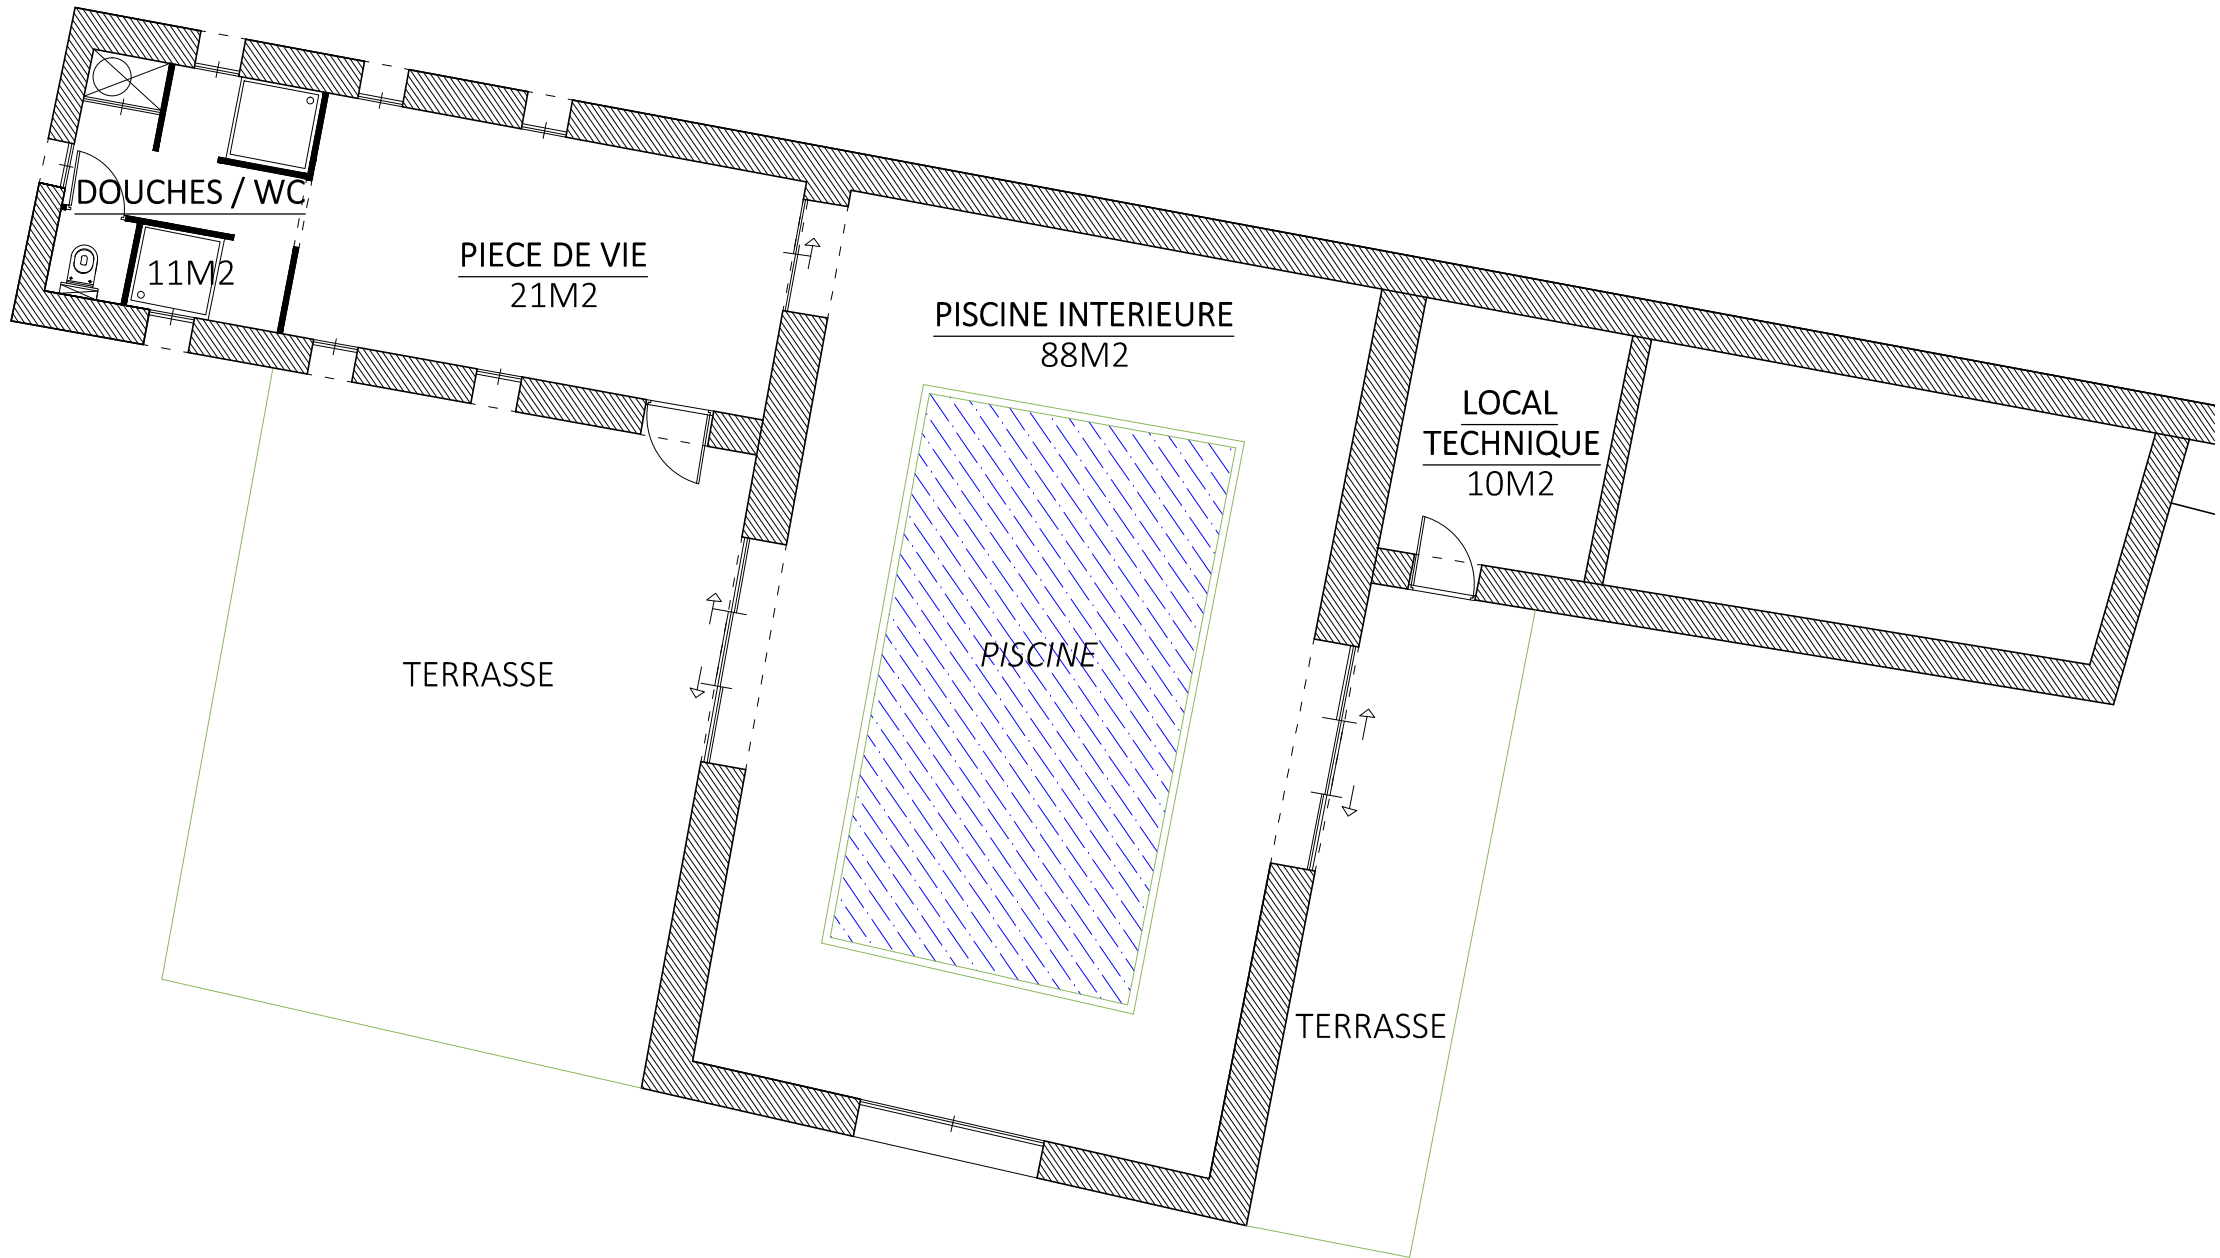 DOUCHES / WC
11M2
PIECE DE VIE
21M2
PISCINE INTERIEURE
88M2
LOCAL
TECHNIQUE
10M2
TERRASSE
PISCINE
TERRASSE